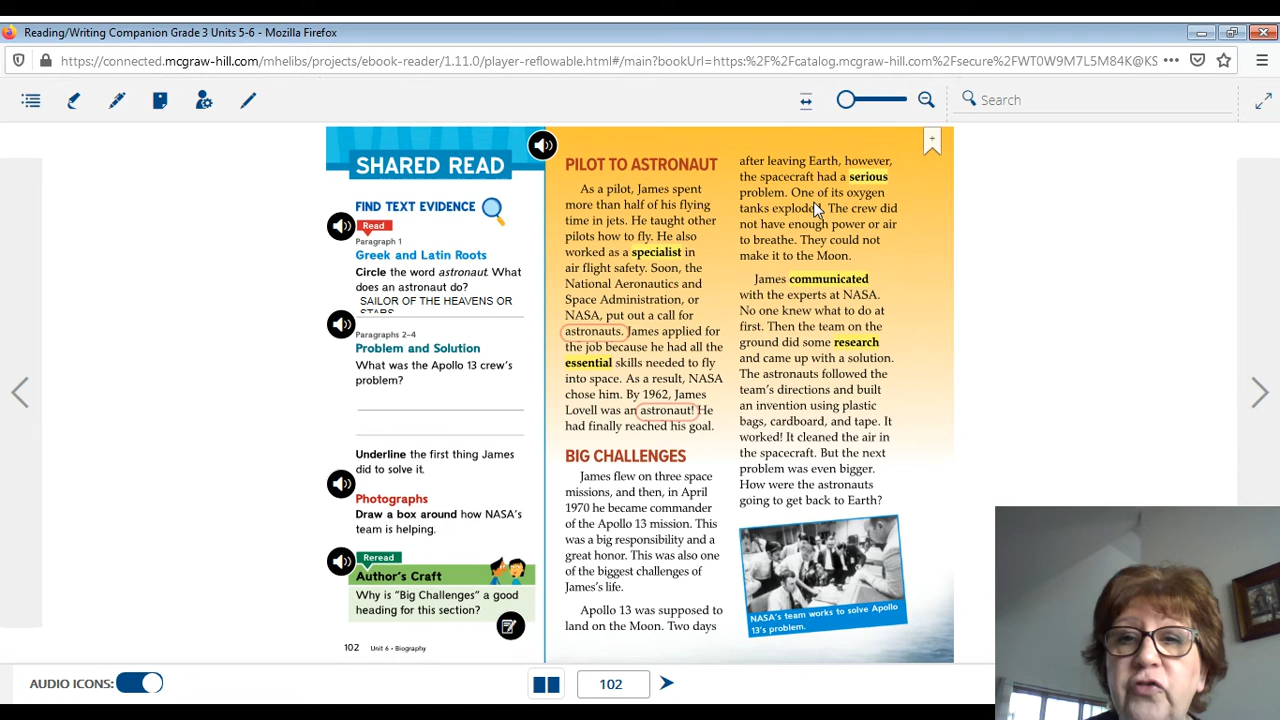 Reading/Writing Companion Grade 3 Units 5-6 - Mozilla Firefox
https://connected.mcgraw-hill.com/mhelibs/projects/ebook-reader/1.11.0/player-reflowable.html#/main?bookUrl=https:%2F%2Fcatalog.mcgraw-hill.com%2Fsecure%2FWT0W9M7L5M84K@KS
Search
SHARED READ
FIND TEXT EVIDENCE
Read
Paragraph 1
Greek and Latin Roots
Circle the word astronaut. What
does an astronaut do?
SAILOR OF THE HEAVENS OR
STARS
Paragraphs 2–4
Problem and Solution
What was the Apollo 13 crew's
problem?
Underline the first thing James
did to solve it.
Photographs
Draw a box around how NASA's
team is helping.
Reread
Author's Craft
Why is "Big Challenges" a good
heading for this section?
102 Unit 6 • Biography
PILOT TO ASTRONAUT
As a pilot, James spent
more than half of his flying
time in jets. He taught other
pilots how to fly. He also
worked as a specialist in
air flight safety. Soon, the
National Aeronautics and
Space Administration, or
NASA, put out a call for
astronauts. James applied for
the job because he had all the
essential skills needed to fly
into space. As a result, NASA
chose him. By 1962, James
Lovell was an astronaut! He
had finally reached his goal.
BIG CHALLENGES
James flew on three space
missions, and then, in April
1970 he became commander
of the Apollo 13 mission. This
was a big responsibility and a
great honor. This was also one
of the biggest challenges of
James's life.
Apollo 13 was supposed to
land on the Moon. Two days
after leaving Earth, however,
the spacecraft had a serious
problem. One of its oxygen
tanks exploded. The crew did
not have enough power or air
to breathe. They could not
make it to the Moon.
James communicated
with the experts at NASA.
No one knew what to do at
first. Then the team on the
ground did some research
and came up with a solution.
The astronauts followed the
team's directions and built
an invention using plastic
bags, cardboard, and tape. It
worked! It cleaned the air in
the spacecraft. But the next
problem was even bigger.
How were the astronauts
going to get back to Earth?
NASA's team works to solve Apollo
13's problem.
AUDIO ICONS:
102